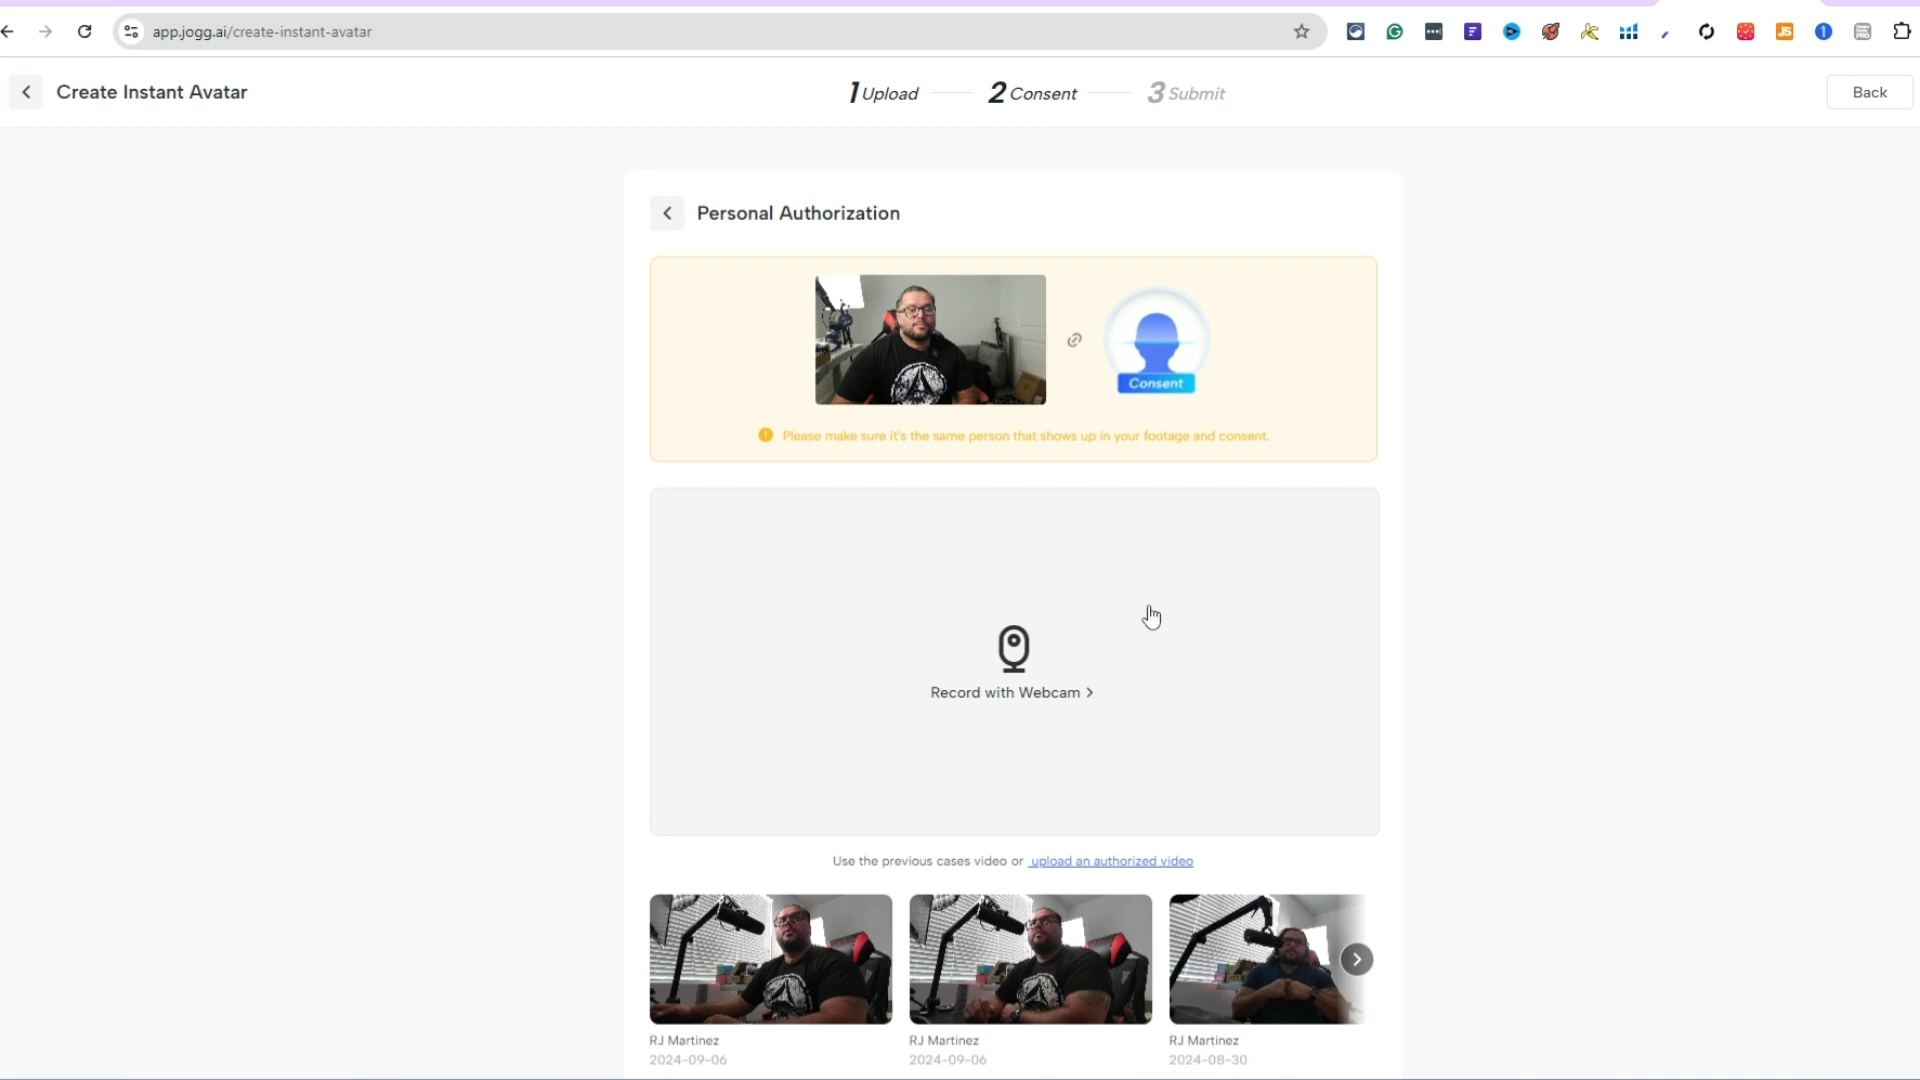 app.jogg.ai/create-instant-avatar
Create Instant Avatar
1 Upload
2 Consent
3 Submit
Back
Personal Authorization
Consent
Please make sure it's the same person that shows up in your footage and consent.
Record with Webcam >
Use the previous cases video or upload an authorized video
RJ Martinez
2024-09-06
RJ Martinez
2024-09-06
RJ Martinez
2024-08-30